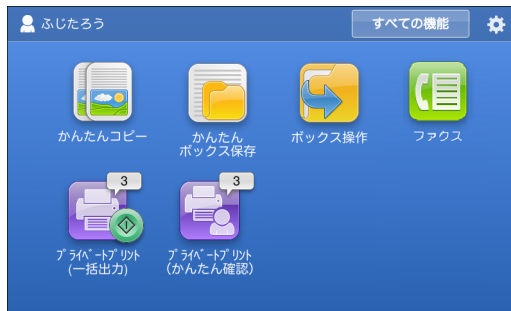 ふじたろう
すべての機能
かんたんコピー
かんたん
ボックス保存
ボックス操作
ファクス
3
3
プライベートプリント
(一括出力)
プライベートプリント
(かんたん確認)